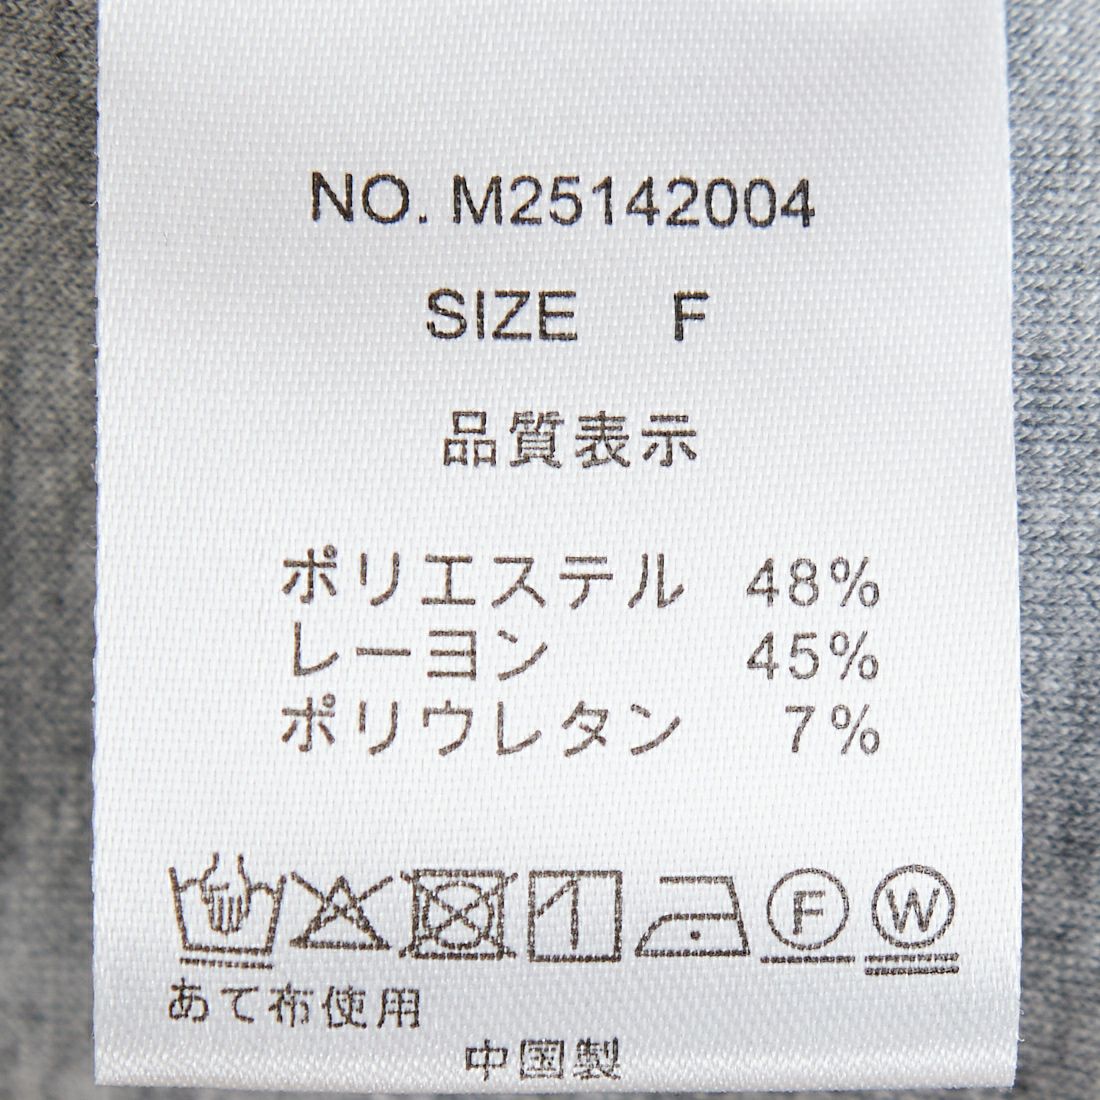 NO. M25142004
SIZE F
品質表示
ポリエステル 48%
レーヨン 45%
ポリウレタン 7%
F W
あて布使用
中国製